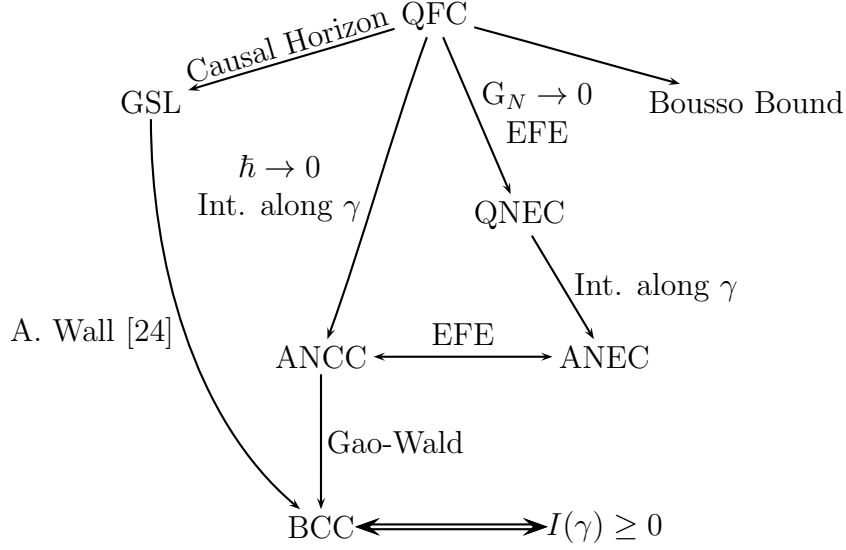 QFC
Causal Horizon
GSL
G_N → 0
EFE
Bousso Bound
ħ → 0
Int. along γ
QNEC
Int. along γ
A. Wall [24]
EFE
ANCC
ANEC
Gao-Wald
BCC
I(γ) ≥ 0